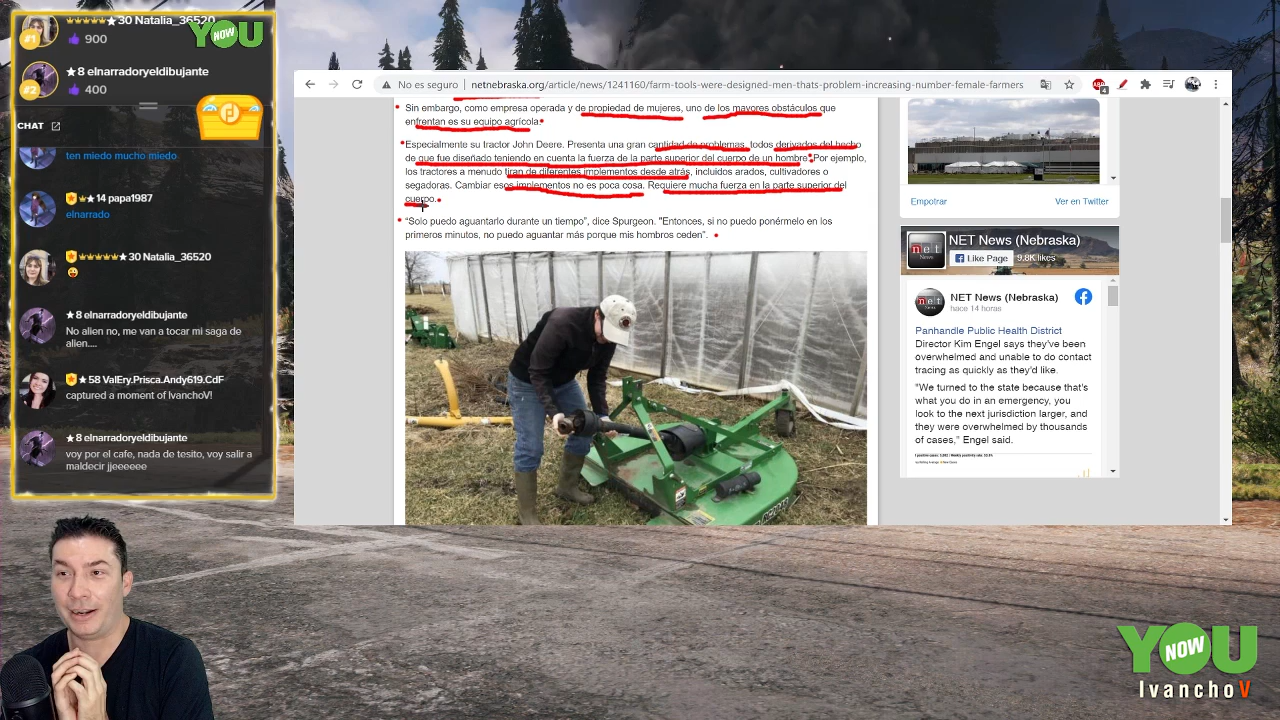 #1
30 Natalia_36520
900
YOU
NOW
#2
8 elnarradoryeldibujante
400
CHAT
ten miedo mucho miedo
14 papa1987
elnarrado
30 Natalia_36520
8 elnarradoryeldibujante
No alien no, me van a tocar mi saga de
alien....
58 ValEry.Prisca.Andy619.CdF
captured a moment of IvanchoV!
8 elnarradoryeldibujante
voy por el cafe, nada de tesito, voy salir a
maldecir jjeeeeee
No es seguro | netnebraska.org/article/news/1241160/farm-tools-were-designed-men-thats-problem-increasing-number-female-farmers
Sin embargo, como empresa operada y de propiedad de mujeres, uno de los mayores obstáculos que
enfrentan es su equipo agrícola.
Especialmente su tractor John Deere. Presenta una gran cantidad de problemas, todos derivados del hecho
de que fue diseñado teniendo en cuenta la fuerza de la parte superior del cuerpo de un hombre. Por ejemplo,
los tractores a menudo tiran de diferentes implementos desde atrás, incluidos arados, cultivadores o
segadoras. Cambiar esos implementos no es poca cosa. Requiere mucha fuerza en la parte superior del
cuerpo.
"Solo puedo aguantarlo durante un tiempo", dice Spurgeon. "Entonces, si no puedo ponérmelo en los
primeros minutos, no puedo aguantar más porque mis hombros ceden".
Empotrar
Ver en Twitter
net
News
NET News (Nebraska)
Like Page
9.8K likes
net
News
NET News (Nebraska)
hace 14 horas
Panhandle Public Health District
Director Kim Engel says they've been
overwhelmed and unable to do contact
tracing as quickly as they'd like.
"We turned to the state because that's
what you do in an emergency, you
look to the next jurisdiction larger, and
they were overwhelmed by thousands
of cases," Engel said.
YOU
NOW
IvanchoV